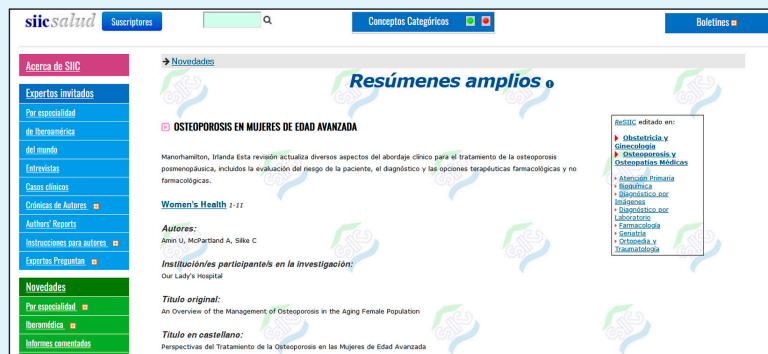 siicsalud
Suscriptores
Conceptos Categóricos
Boletines
Acerca de SIIC
Expertos invitados
Por especialidad
de Iberoamérica
del mundo
Entrevistas
Casos clínicos
Crónicas de Autores
Authors' Reports
Instrucciones para autores
Expertos Preguntan
Novedades
Por especialidad
Iberomédica
Informes comentados
→ Novedades
Resúmenes amplios
OSTEOPOROSIS EN MUJERES DE EDAD AVANZADA
Manorhamilton, Irlanda Esta revisión actualiza diversos aspectos del abordaje clínico para el tratamiento de la osteoporosis
posmenopáusica, incluidos la evaluación del riesgo de la paciente, el diagnóstico y las opciones terapéuticas farmacológicas y no
farmacológicas.
Women's Health 1-11
Autores:
Amin U, McPartland A, Silke C
Institución/es participante/s en la investigación:
Our Lady's Hospital
Título original:
An Overview of the Management of Osteoporosis in the Aging Female Population
Título en castellano:
Perspectivas del Tratamiento de la Osteoporosis en las Mujeres de Edad Avanzada
ReSIIC editado en:
Obstetricia y
Ginecología
Osteoporosis y
Osteopatías Médicas
Atención Primaria
Bioquímica
Diagnóstico por
Imágenes
Diagnóstico por
Laboratorio
Farmacología
Geriatría
Ortopedia y
Traumatología